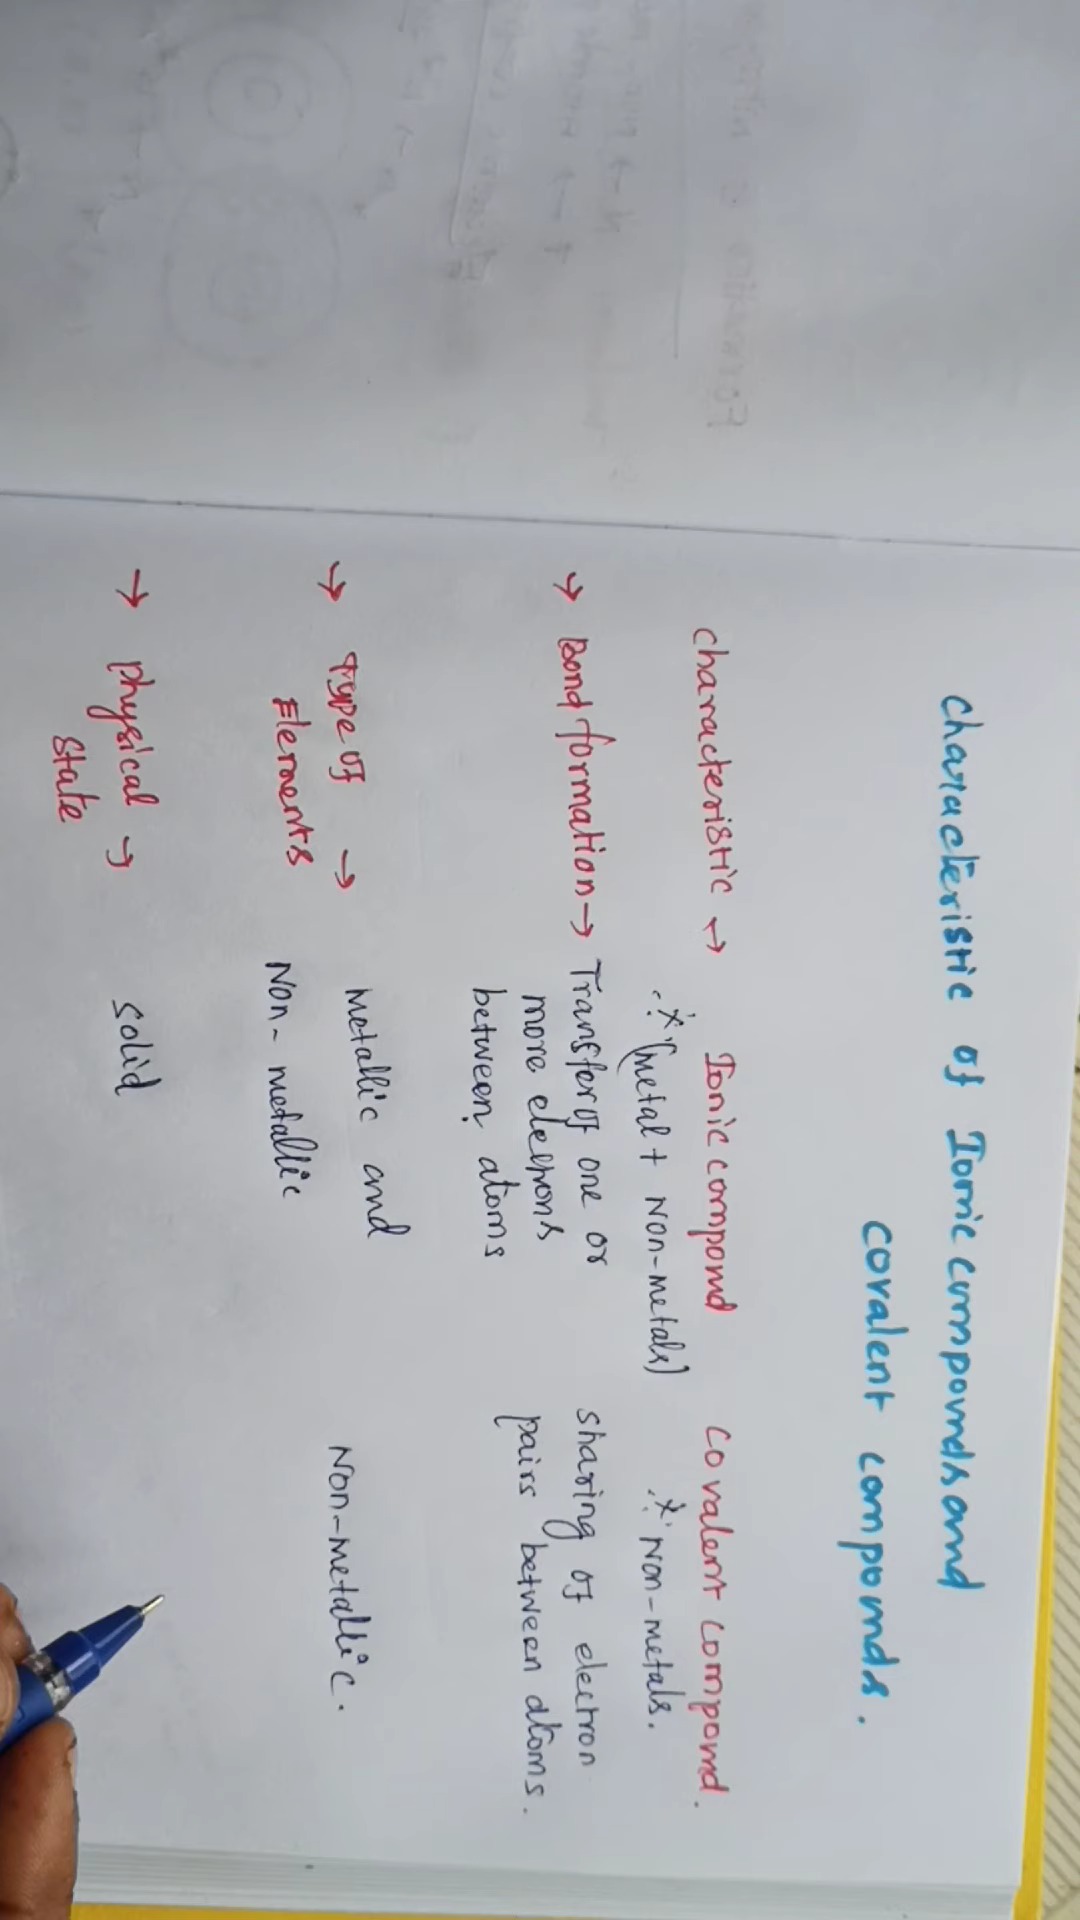 characteristic of Ionic compounds and
covalent compounds.
characteristic → Ionic compound covalent compound.
(metal + Non-metals) Non-metals.
→ Bond formation → Transfer of one or sharing of electron
more electrons pairs between atoms.
between atoms
→ Type of → metallic and Non-metallic.
Elements Non-metallic
→ physical → solid
state